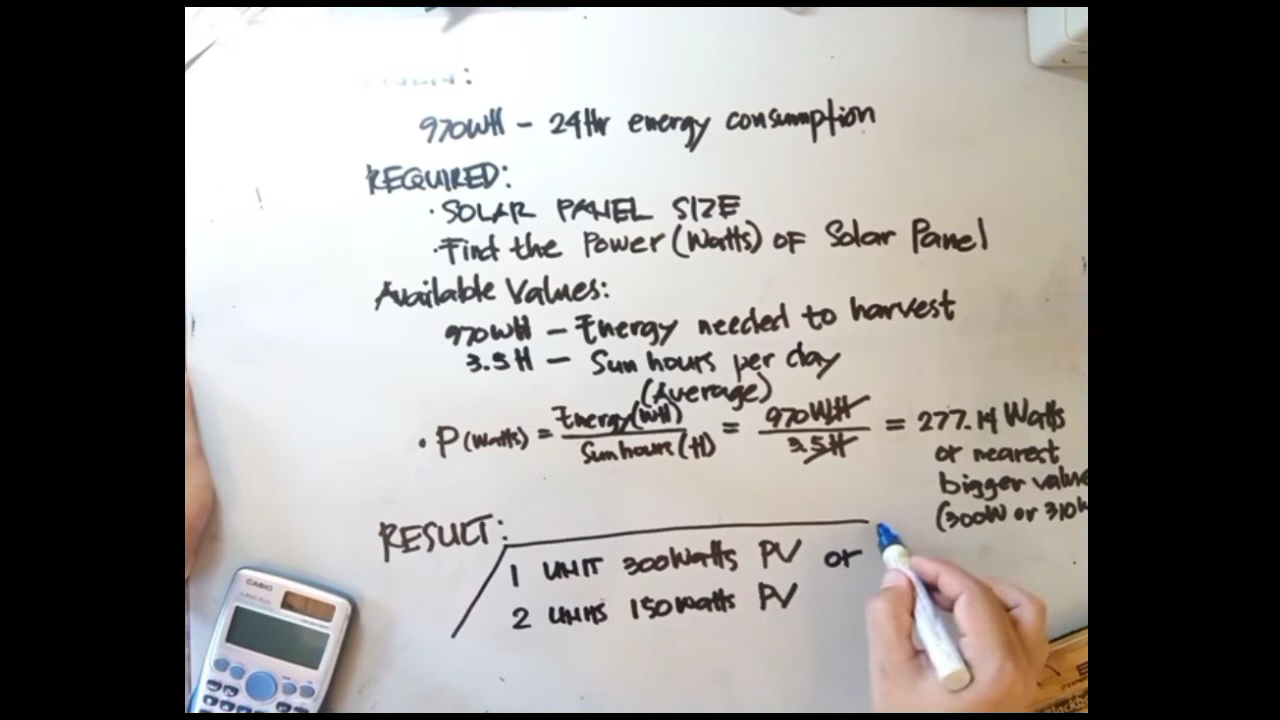 970WH - 24Hr energy consumption
REQUIRED:
· SOLAR PANEL SIZE
· Find the Power (Watts) OF Solar Panel
Available Values:
970WH - Energy needed to harvest
3.5H - Sun hours per day
(Average)
· P(Watts) = Energy(WH) / Sun hours (H) = 970WH / 3.5H = 277.14 Watts
or nearest
bigger value
(300W or 310W
RESULT:
1 UNIT 300Watts PV or
2 UNITS 150Watts PV
CASIO